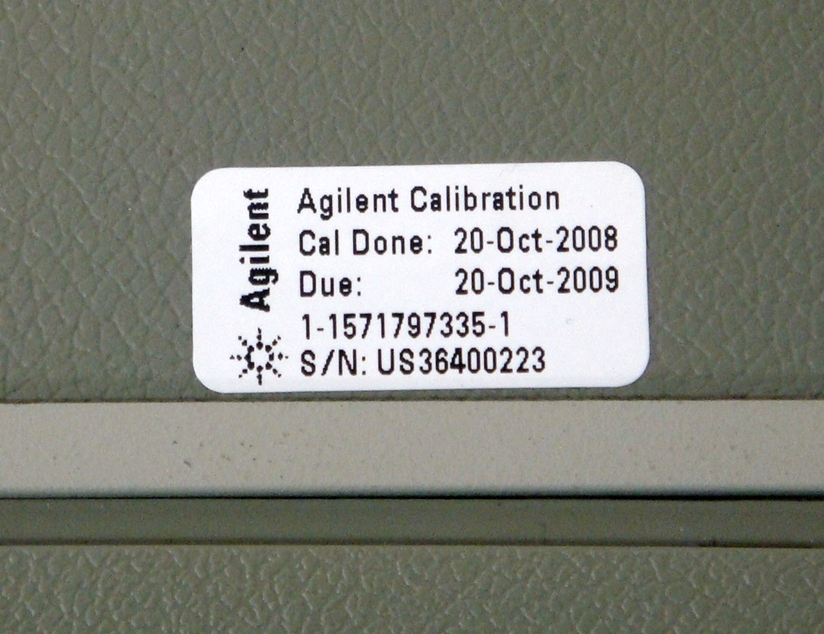 Agilent
Agilent Calibration
Cal Done: 20-Oct-2008
Due: 20-Oct-2009
1-1571797335-1
S/N: US36400223